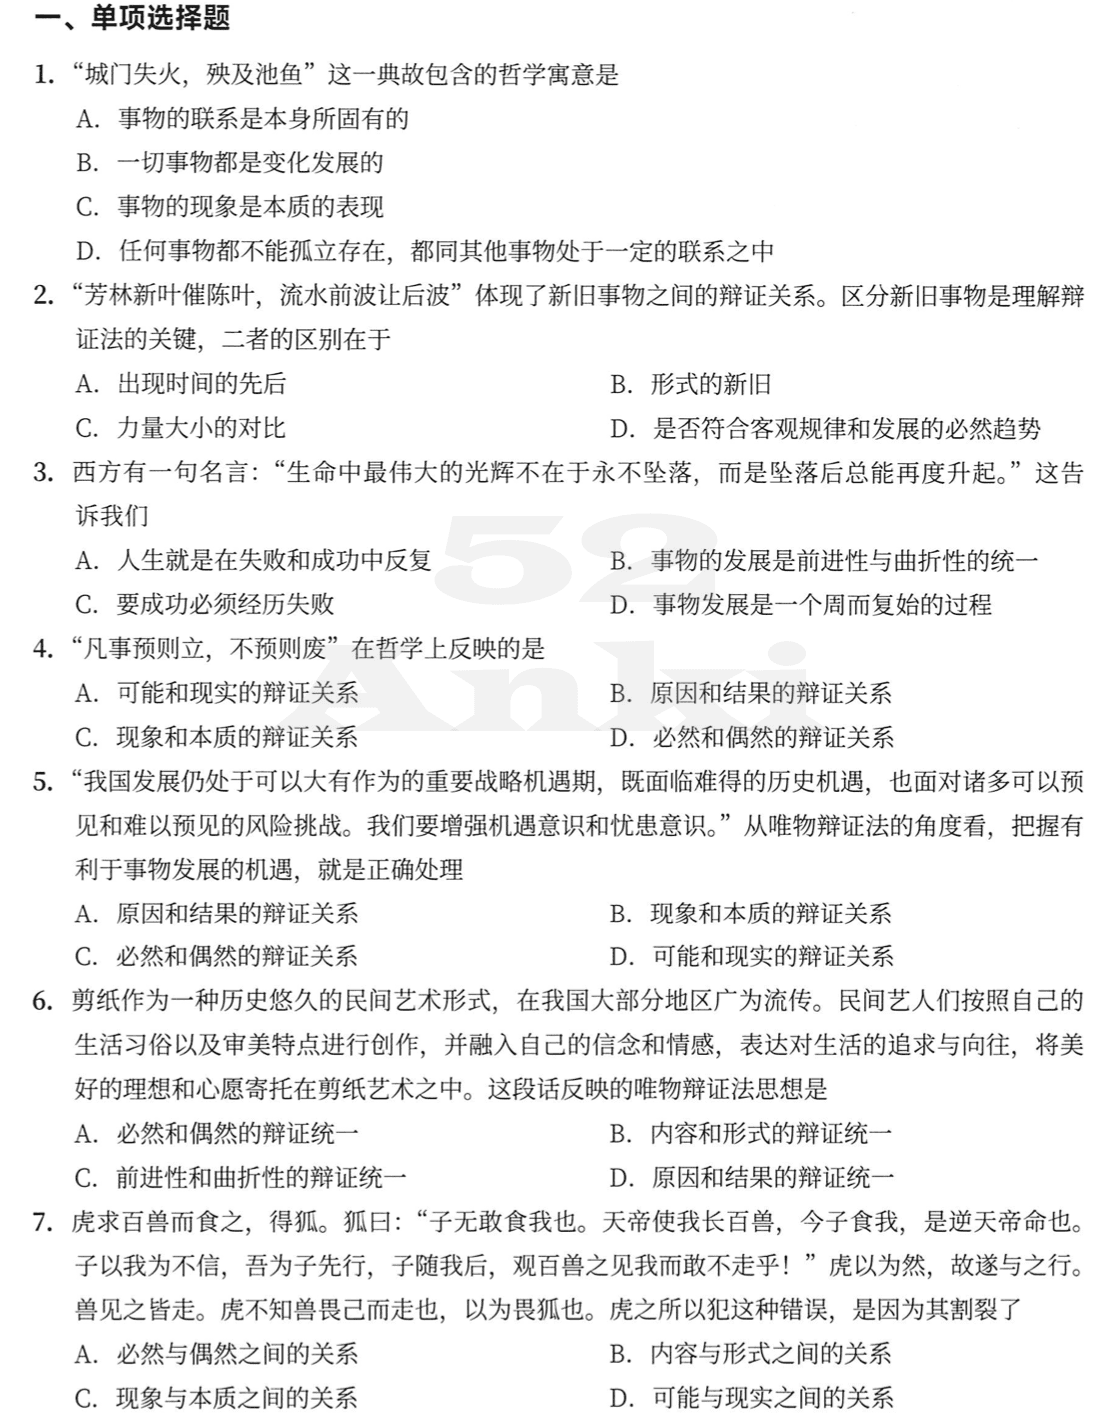 一、单项选择题
1. “城门失火，殃及池鱼”这一典故包含的哲学寓意是
A. 事物的联系是本身所固有的
B. 一切事物都是变化发展的
C. 事物的现象是本质的表现
D. 任何事物都不能孤立存在，都同其他事物处于一定的联系之中
2. “芳林新叶催陈叶，流水前波让后波”体现了新旧事物之间的辩证关系。区分新旧事物是理解辩
证法的关键，二者的区别在于
A. 出现时间的先后 B. 形式的新旧
C. 力量大小的对比 D. 是否符合客观规律和发展的必然趋势
3. 西方有一句名言：“生命中最伟大的光辉不在于永不坠落，而是坠落后总能再度升起。”这告
诉我们
A. 人生就是在失败和成功中反复 B. 事物的发展是前进性与曲折性的统一
C. 要成功必须经历失败 D. 事物发展是一个周而复始的过程
4. “凡事预则立，不预则废”在哲学上反映的是
A. 可能和现实的辩证关系 B. 原因和结果的辩证关系
C. 现象和本质的辩证关系 D. 必然和偶然的辩证关系
5. “我国发展仍处于可以大有作为的重要战略机遇期，既面临难得的历史机遇，也面对诸多可以预
见和难以预见的风险挑战。我们要增强机遇意识和忧患意识。”从唯物辩证法的角度看，把握有
利于事物发展的机遇，就是正确处理
A. 原因和结果的辩证关系 B. 现象和本质的辩证关系
C. 必然和偶然的辩证关系 D. 可能和现实的辩证关系
6. 剪纸作为一种历史悠久的民间艺术形式，在我国大部分地区广为流传。民间艺人们按照自己的
生活习俗以及审美特点进行创作，并融入自己的信念和情感，表达对生活的追求与向往，将美
好的理想和心愿寄托在剪纸艺术之中。这段话反映的唯物辩证法思想是
A. 必然和偶然的辩证统一 B. 内容和形式的辩证统一
C. 前进性和曲折性的辩证统一 D. 原因和结果的辩证统一
7. 虎求百兽而食之，得狐。狐曰：“子无敢食我也。天帝使我长百兽，今子食我，是逆天帝命也。
子以我为不信，吾为子先行，子随我后，观百兽之见我而敢不走乎！”虎以为然，故遂与之行。
兽见之皆走。虎不知兽畏己而走也，以为畏狐也。虎之所以犯这种错误，是因为其割裂了
A. 必然与偶然之间的关系 B. 内容与形式之间的关系
C. 现象与本质之间的关系 D. 可能与现实之间的关系
52
Anki